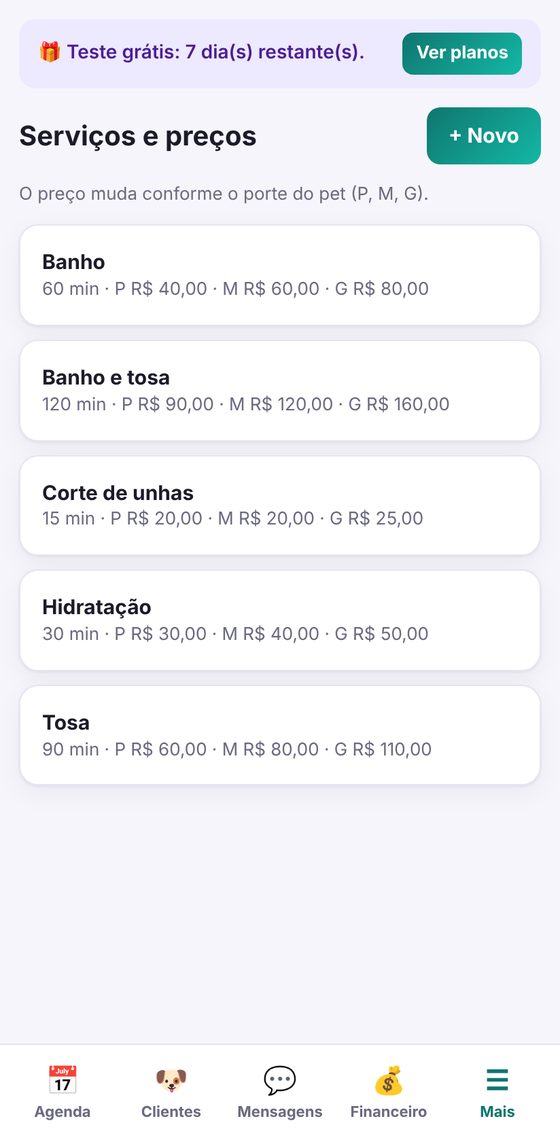 🎁 Teste grátis: 7 dia(s) restante(s).
Ver planos
Serviços e preços
+ Novo
O preço muda conforme o porte do pet (P, M, G).
Banho
60 min · P R$ 40,00 · M R$ 60,00 · G R$ 80,00
Banho e tosa
120 min · P R$ 90,00 · M R$ 120,00 · G R$ 160,00
Corte de unhas
15 min · P R$ 20,00 · M R$ 20,00 · G R$ 25,00
Hidratação
30 min · P R$ 30,00 · M R$ 40,00 · G R$ 50,00
Tosa
90 min · P R$ 60,00 · M R$ 80,00 · G R$ 110,00
July
17
Agenda
Clientes
Mensagens
Financeiro
Mais